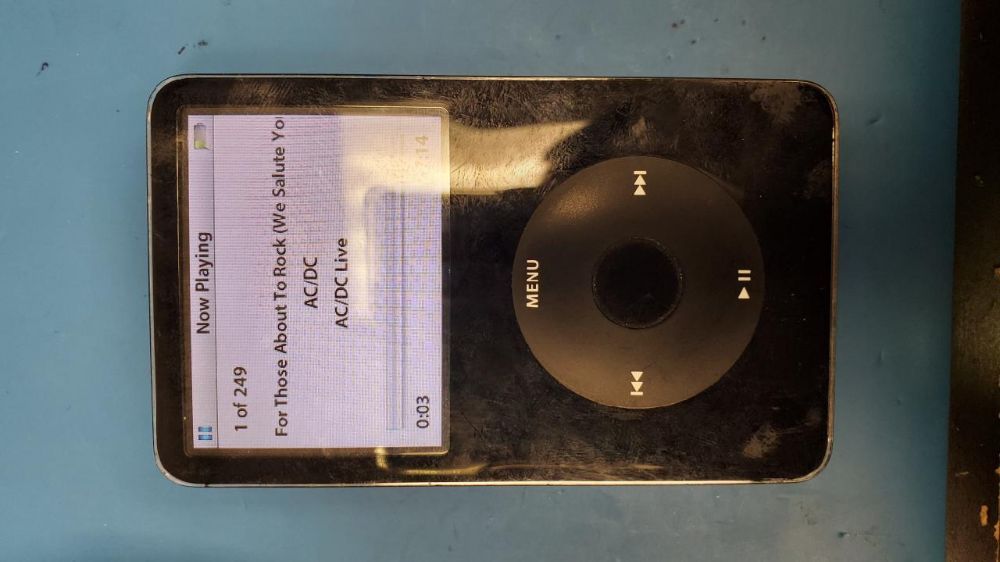 Now Playing
1 of 249
For Those About To Rock (We Salute You
AC/DC
AC/DC Live
0:03
MENU